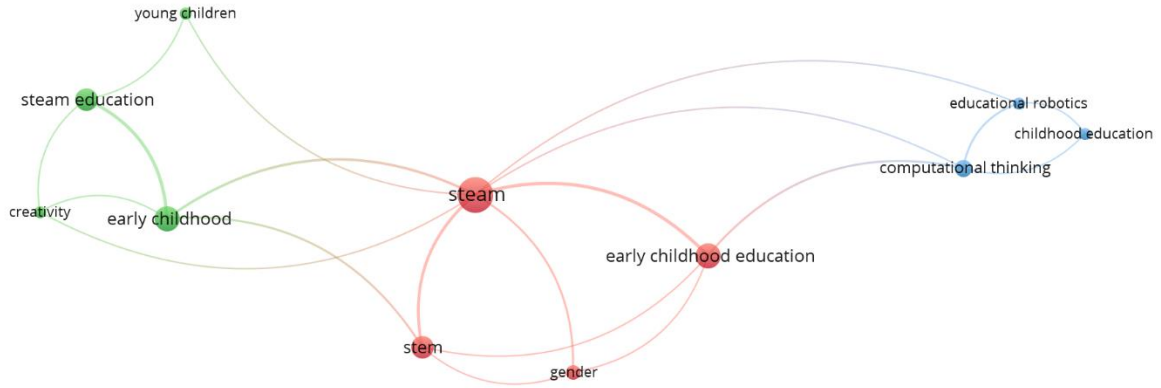 young children
steam education
educational robotics
childhood education
computational thinking
steam
creativity
early childhood
early childhood education
stem
gender